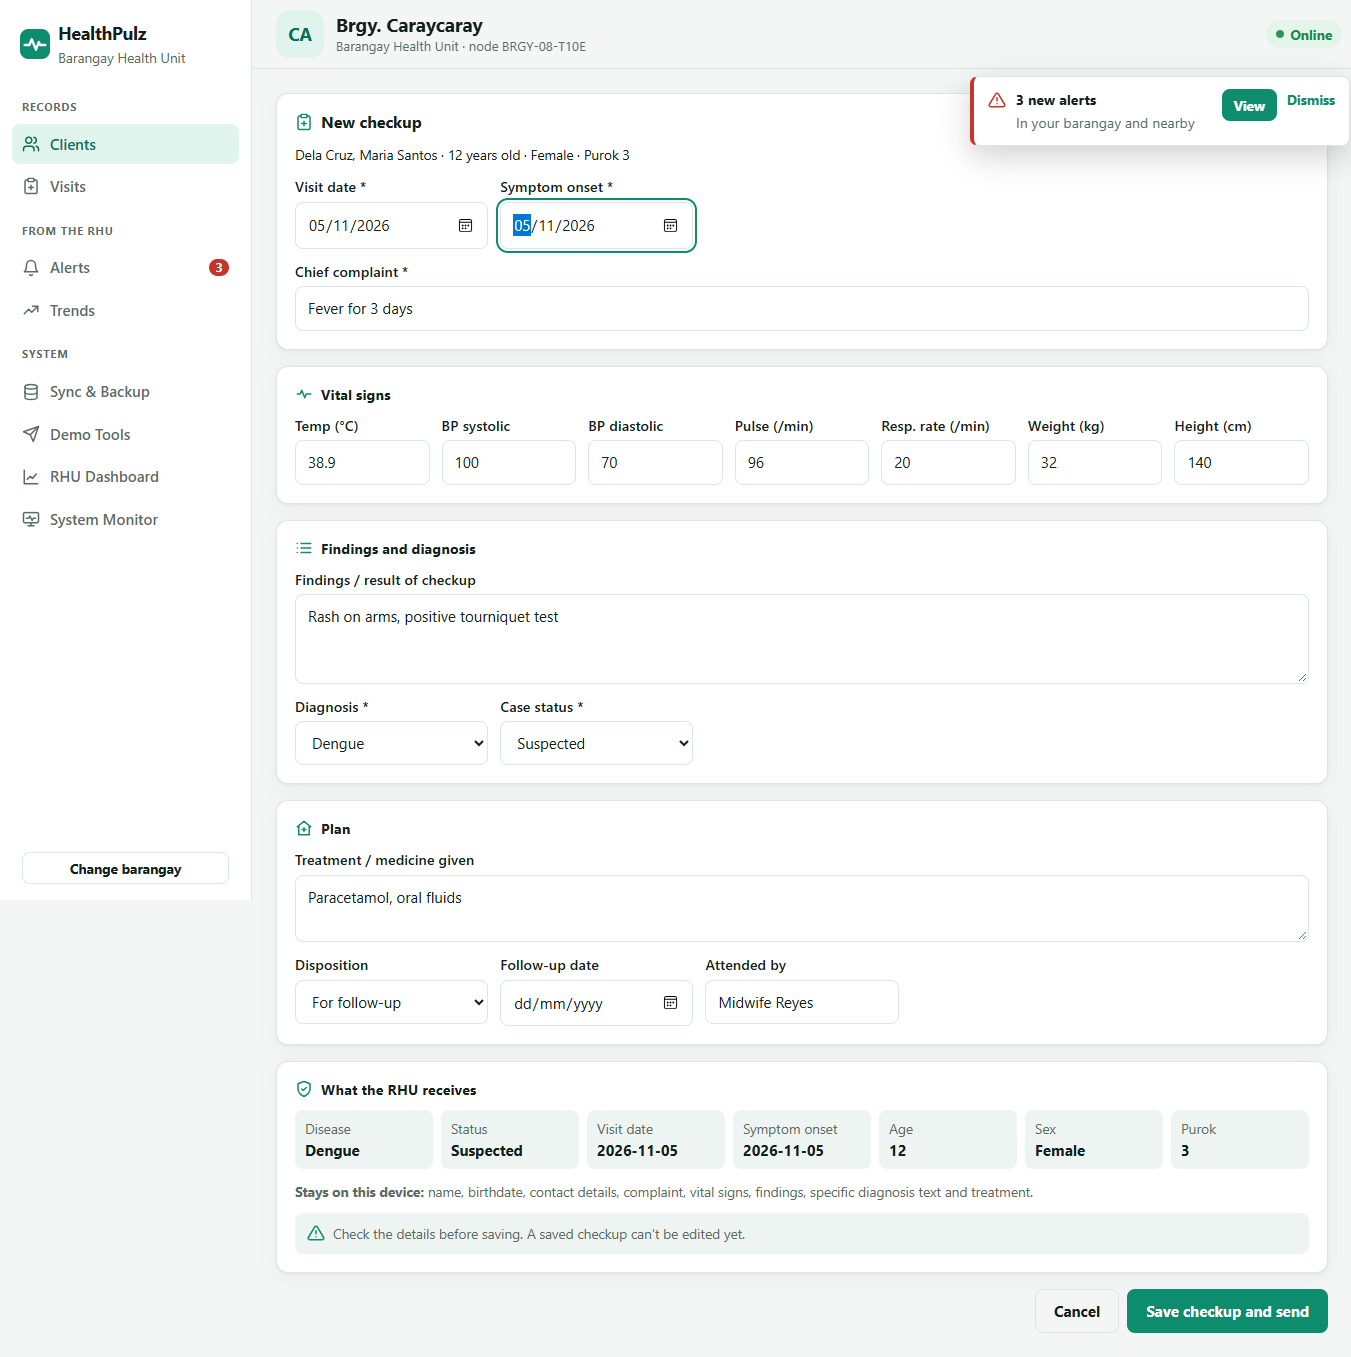 HealthPulz
Barangay Health Unit
RECORDS
Clients
Visits
FROM THE RHU
Alerts 3
Trends
SYSTEM
Sync & Backup
Demo Tools
RHU Dashboard
System Monitor
Change barangay
CA
Brgy. Caraycaray
Barangay Health Unit · node BRGY-08-T10E
Online
3 new alerts
In your barangay and nearby
View
Dismiss
New checkup
Dela Cruz, Maria Santos · 12 years old · Female · Purok 3
Visit date * Symptom onset *
05/11/2026 05/11/2026
Chief complaint *
Fever for 3 days
Vital signs
Temp (°C) BP systolic BP diastolic Pulse (/min) Resp. rate (/min) Weight (kg) Height (cm)
38.9 100 70 96 20 32 140
Findings and diagnosis
Findings / result of checkup
Rash on arms, positive tourniquet test
Diagnosis * Case status *
Dengue Suspected
Plan
Treatment / medicine given
Paracetamol, oral fluids
Disposition Follow-up date Attended by
For follow-up dd/mm/yyyy Midwife Reyes
What the RHU receives
Disease Status Visit date Symptom onset Age Sex Purok
Dengue Suspected 2026-11-05 2026-11-05 12 Female 3
Stays on this device: name, birthdate, contact details, complaint, vital signs, findings, specific diagnosis text and treatment.
Check the details before saving. A saved checkup can't be edited yet.
Cancel Save checkup and send